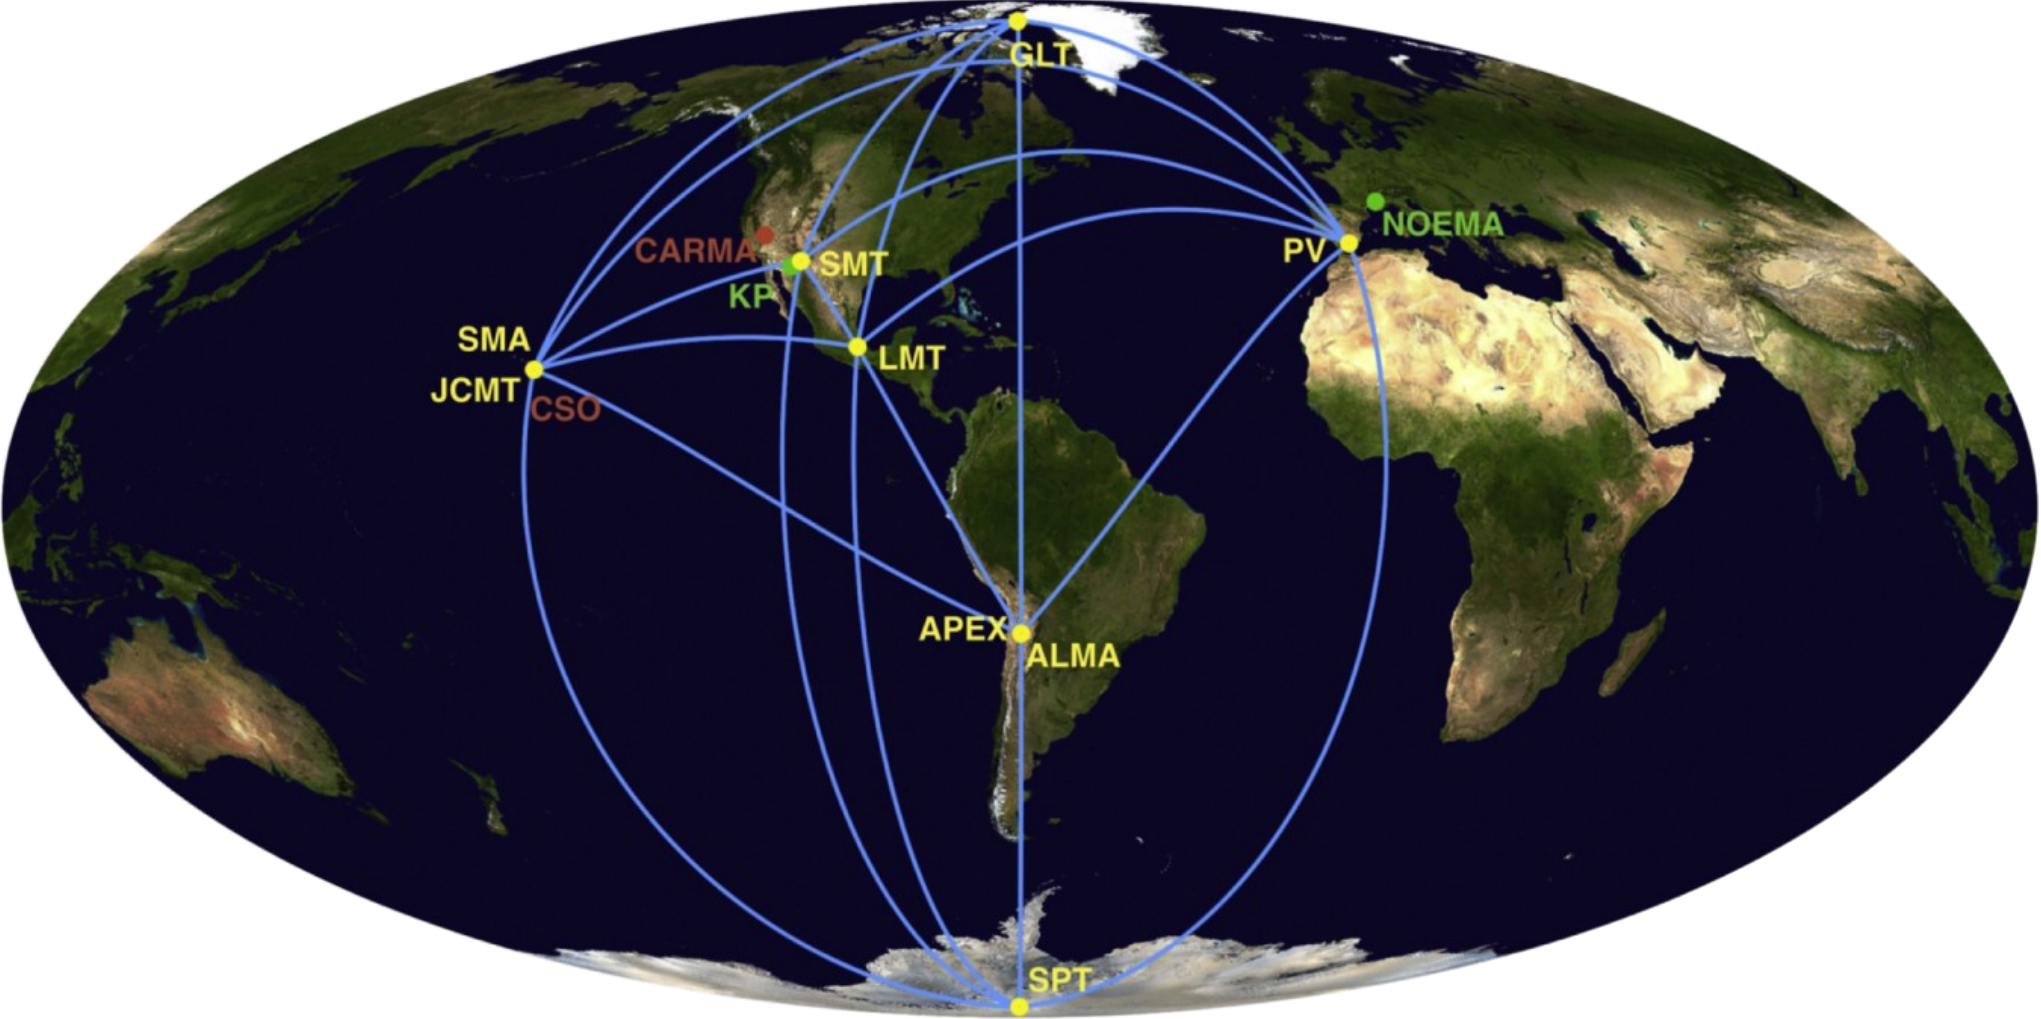 GLT
NOEMA
PV
CARMA
SMT
KP
SMA
LMT
JCMT
CSO
APEX
ALMA
SPT